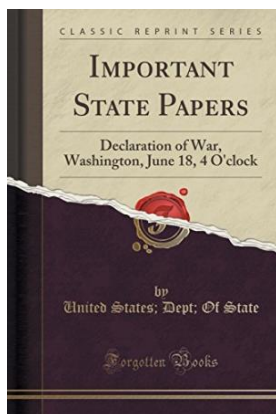 CLASSIC REPRINT SERIES
IMPORTANT
STATE PAPERS
Declaration of War,
Washington, June 18, 4 O'clock
by
United States; Dept; Of State
Forgotten Books